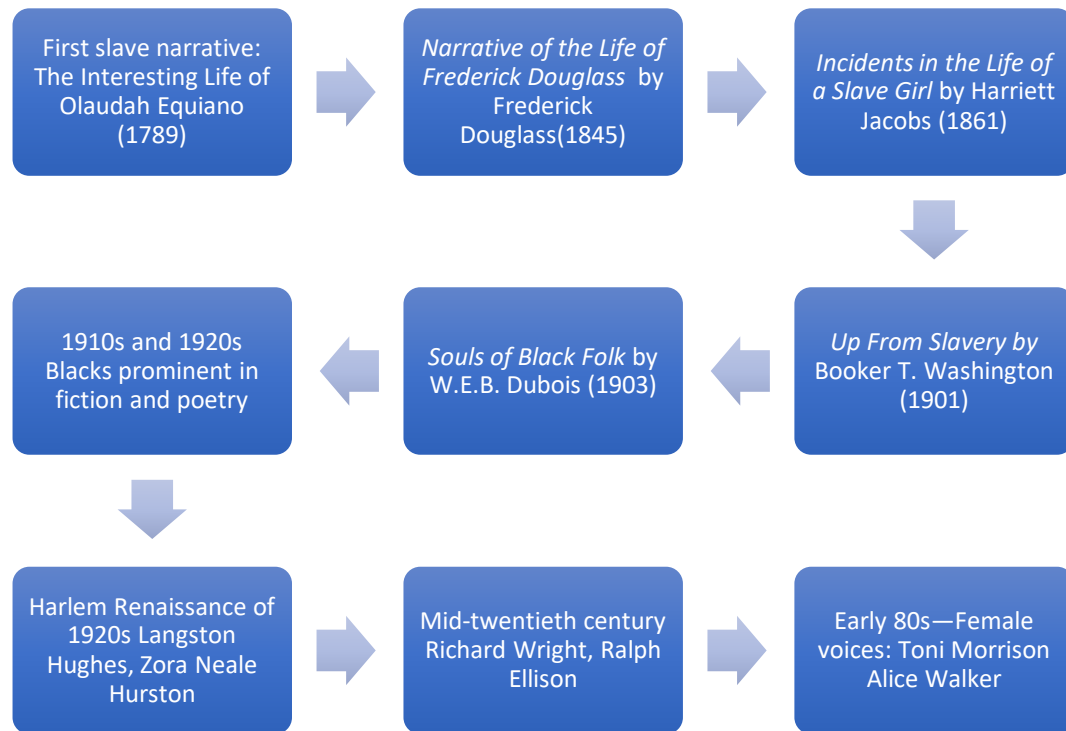 First slave narrative:
The Interesting Life of
Olaudah Equiano
(1789)
Narrative of the Life of
Frederick Douglass by
Frederick
Douglass(1845)
Incidents in the Life of
a Slave Girl by Harriett
Jacobs (1861)
Up From Slavery by
Booker T. Washington
(1901)
Souls of Black Folk by
W.E.B. Dubois (1903)
1910s and 1920s
Blacks prominent in
fiction and poetry
Harlem Renaissance of
1920s Langston
Hughes, Zora Neale
Hurston
Mid-twentieth century
Richard Wright, Ralph
Ellison
Early 80s—Female
voices: Toni Morrison
Alice Walker